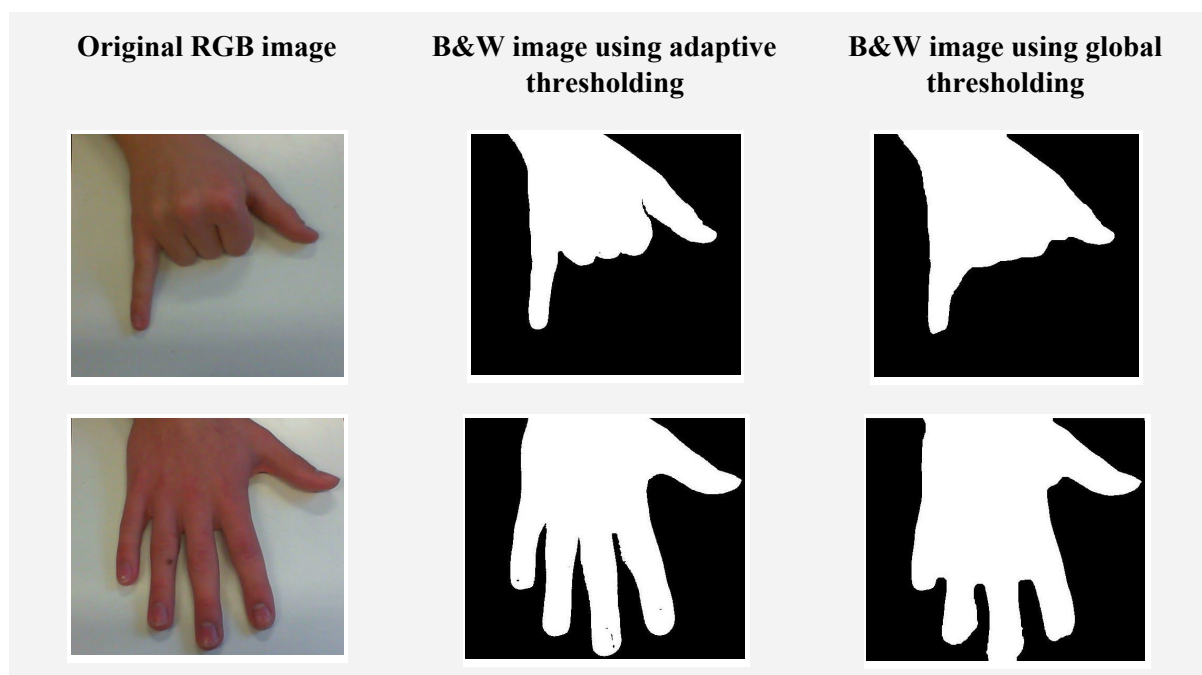 Original RGB image
B&W image using adaptive
thresholding
B&W image using global
thresholding